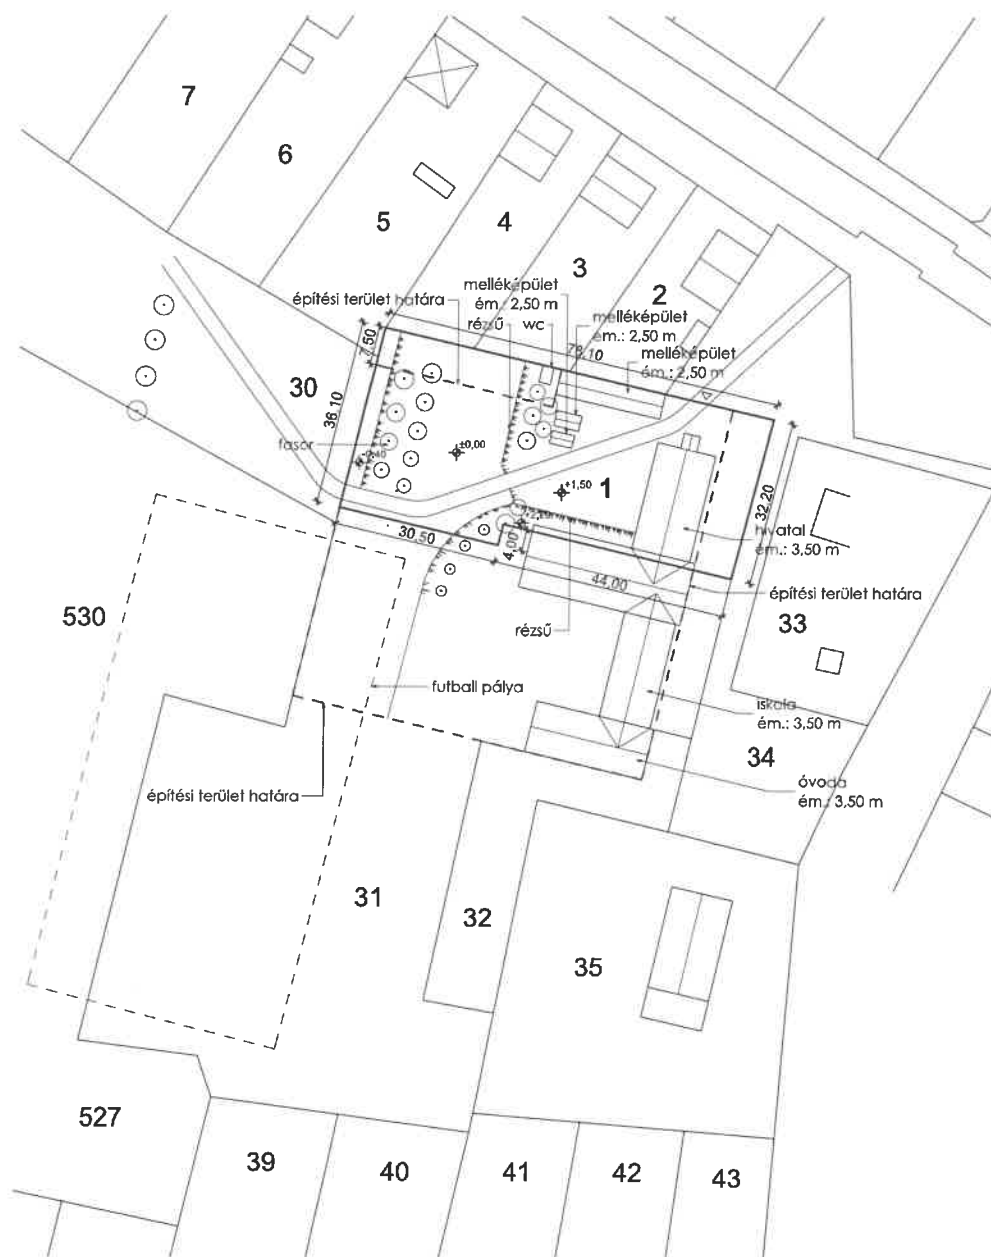 7
6
5
4
3
2
melléképület
ém.: 2,50 m
építési terület határa
rézsű
wc
melléképület
ém.: 2,50 m
78,10
melléképület
ém.: 2,50 m
7,50
30
36,10
fasor
±0,00
+1,50
1
32,20
30,50
4,00
44,00
hivatal
ém.: 3,50 m
építési terület határa
33
530
rézsű
futball pálya
iskola
ém.: 3,50 m
34
építési terület határa
óvoda
ém.: 3,50 m
31
32
35
527
39
40
41
42
43